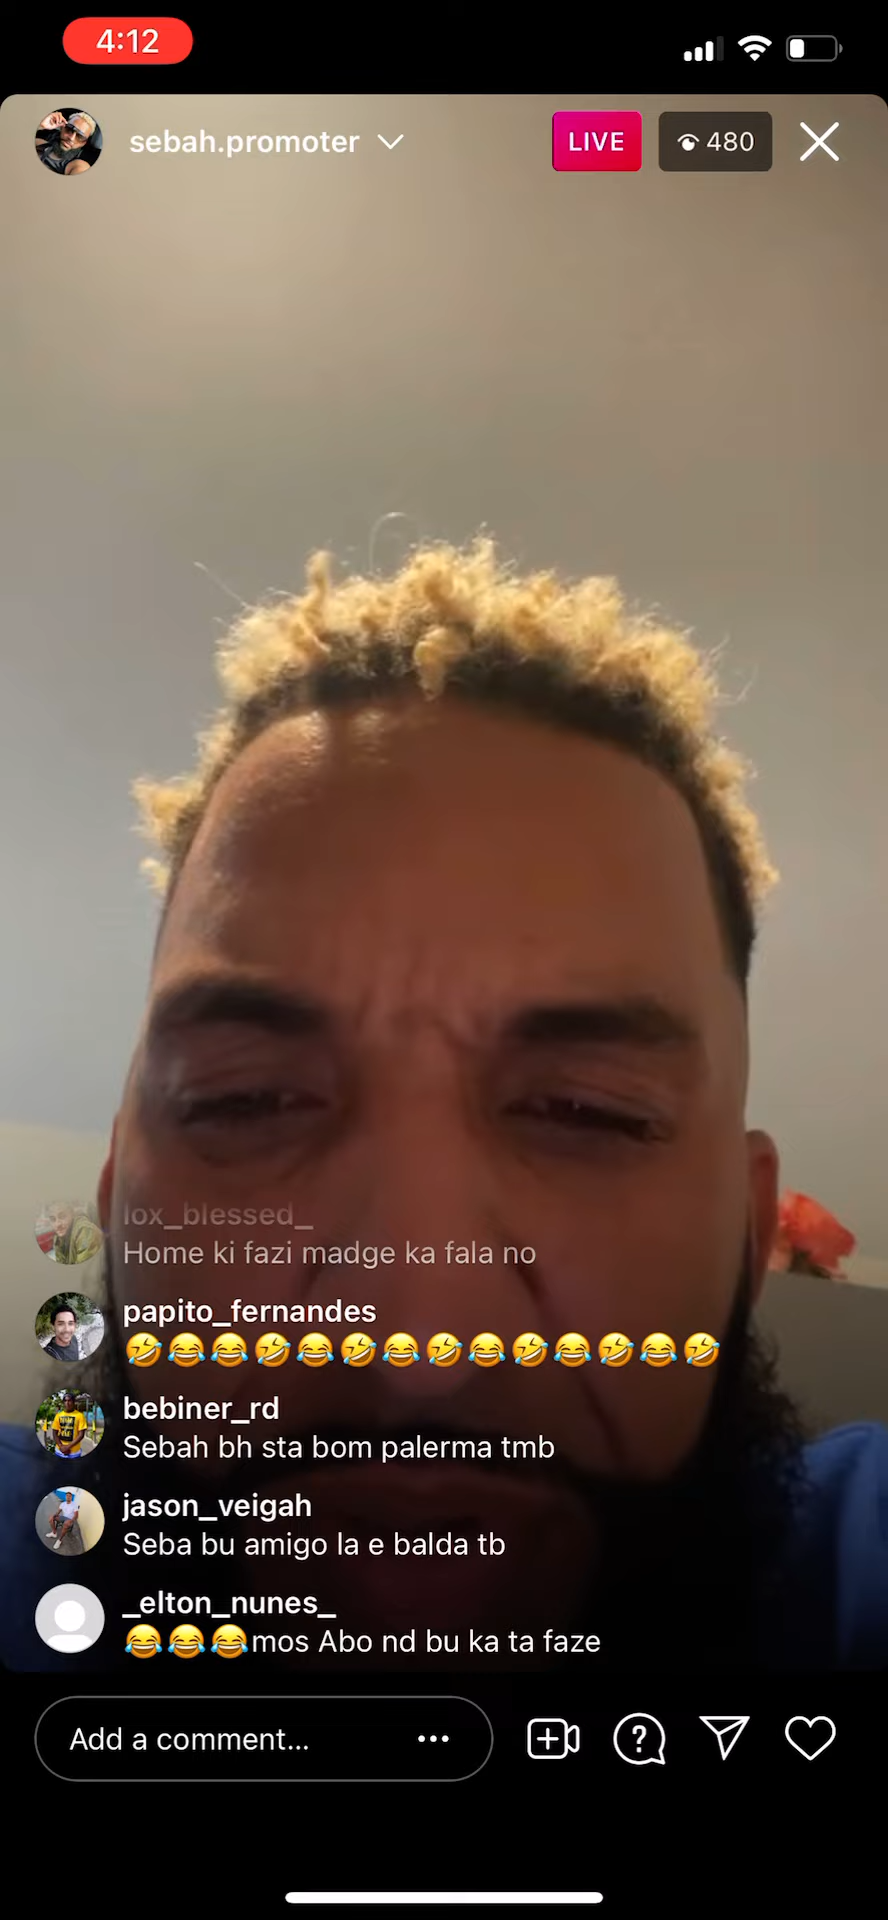 4:12
sebah.promoter
LIVE
480
lox_blessed_
Home ki fazi madge ka fala no
papito_fernandes
🤣😂😂🤣😂🤣😂🤣😂🤣😂🤣😂🤣
bebiner_rd
Sebah bh sta bom palerma tmb
jason_veigah
Seba bu amigo la e balda tb
_elton_nunes_
😂😂😂mos Abo nd bu ka ta faze
Add a comment...